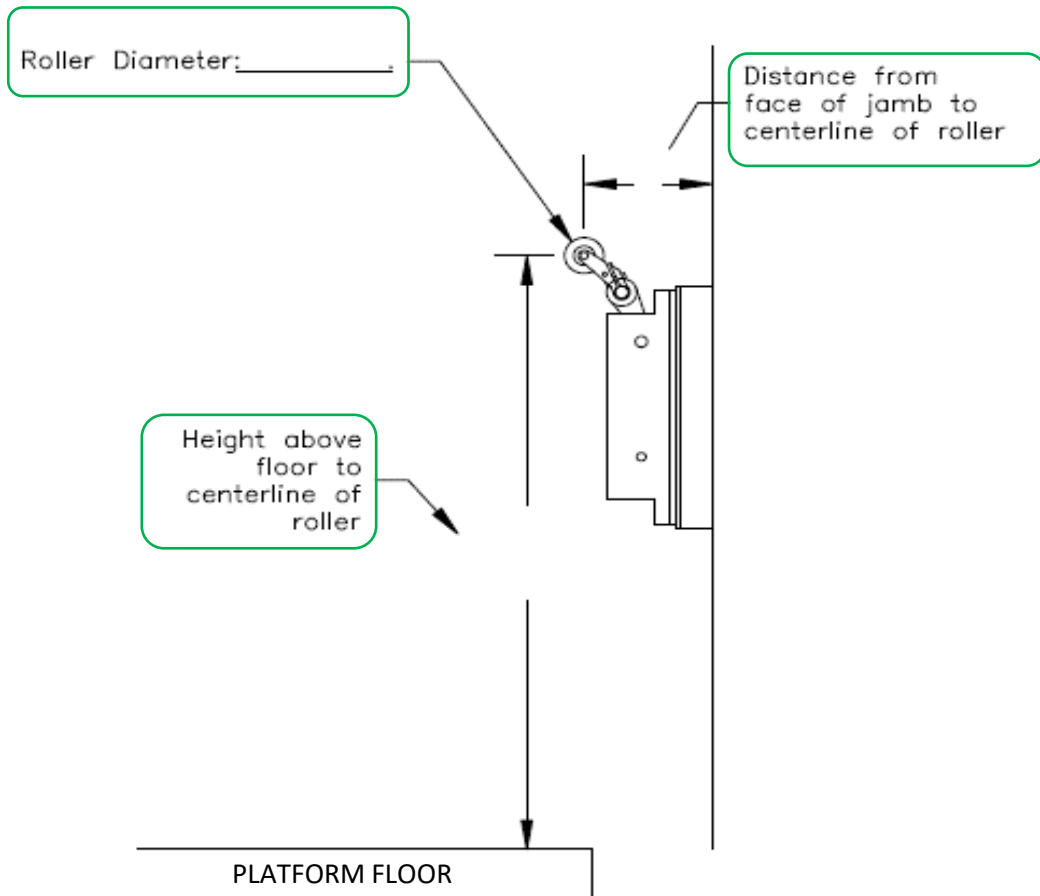 Roller Diameter:__________.
Distance from
face of jamb to
centerline of roller
Height above
floor to
centerline of
roller
PLATFORM FLOOR